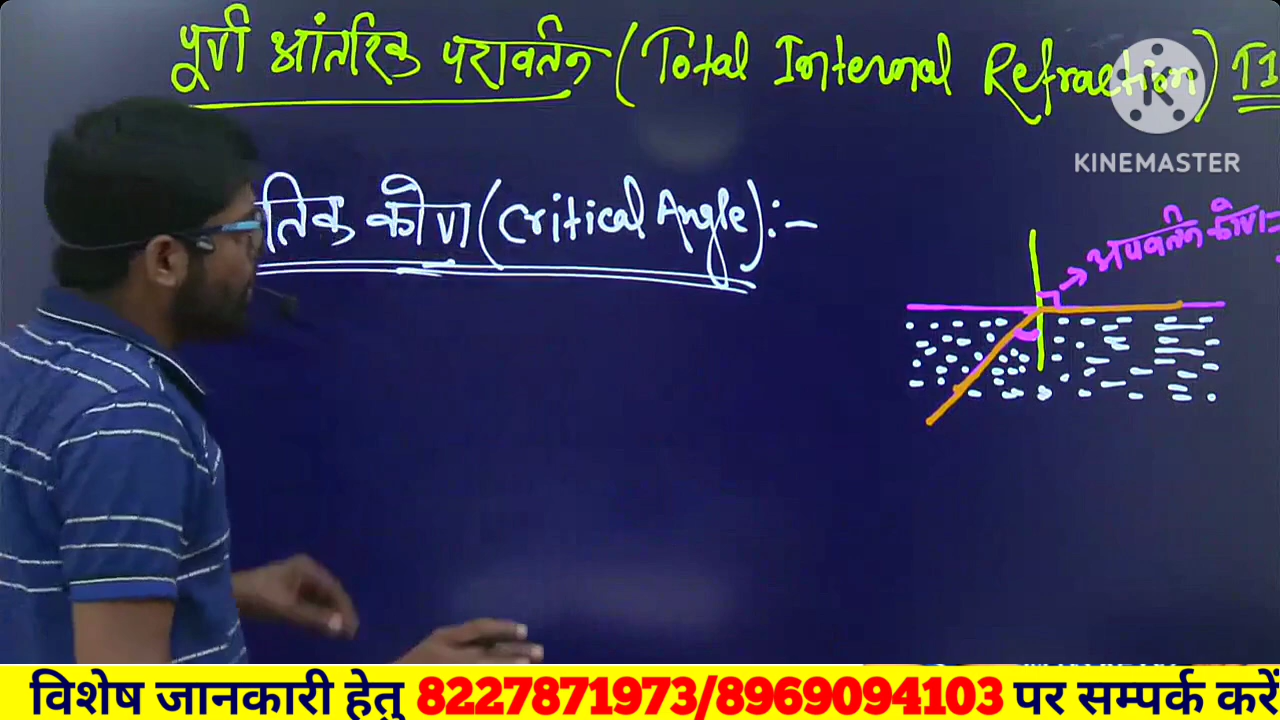 पूर्ण आंतरिक परावर्तन (Total Internal Refraction) TI
KINEMASTER
तिक कोण (Critical Angle):-
अपवर्तन कोण=
विशेष जानकारी हेतु 8227871973/8969094103 पर सम्पर्क करें